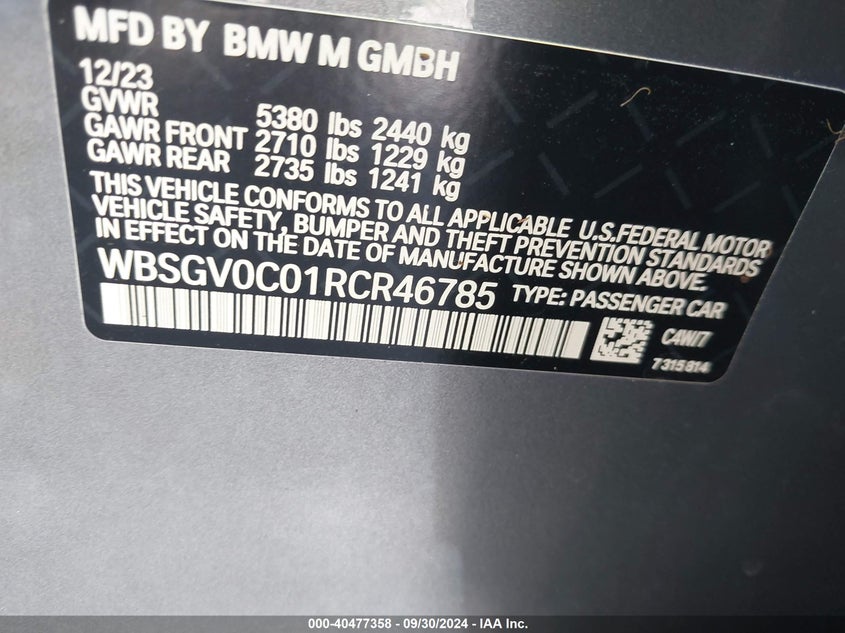 MFD BY BMW M GMBH
12/23
GVWR 5380 lbs 2440 kg
GAWR FRONT 2710 lbs 1229 kg
GAWR REAR 2735 lbs 1241 kg
THIS VEHICLE CONFORMS TO ALL APPLICABLE U.S.FEDERAL MOTOR
VEHICLE SAFETY, BUMPER AND THEFT PREVENTION STANDARDS
IN EFFECT ON THE DATE OF MANUFACTURE SHOWN ABOVE.
WBSGV0C01RCR46785 TYPE: PASSENGER CAR
C4W/7
7315814
000-40477358 - 09/30/2024 - IAA Inc.